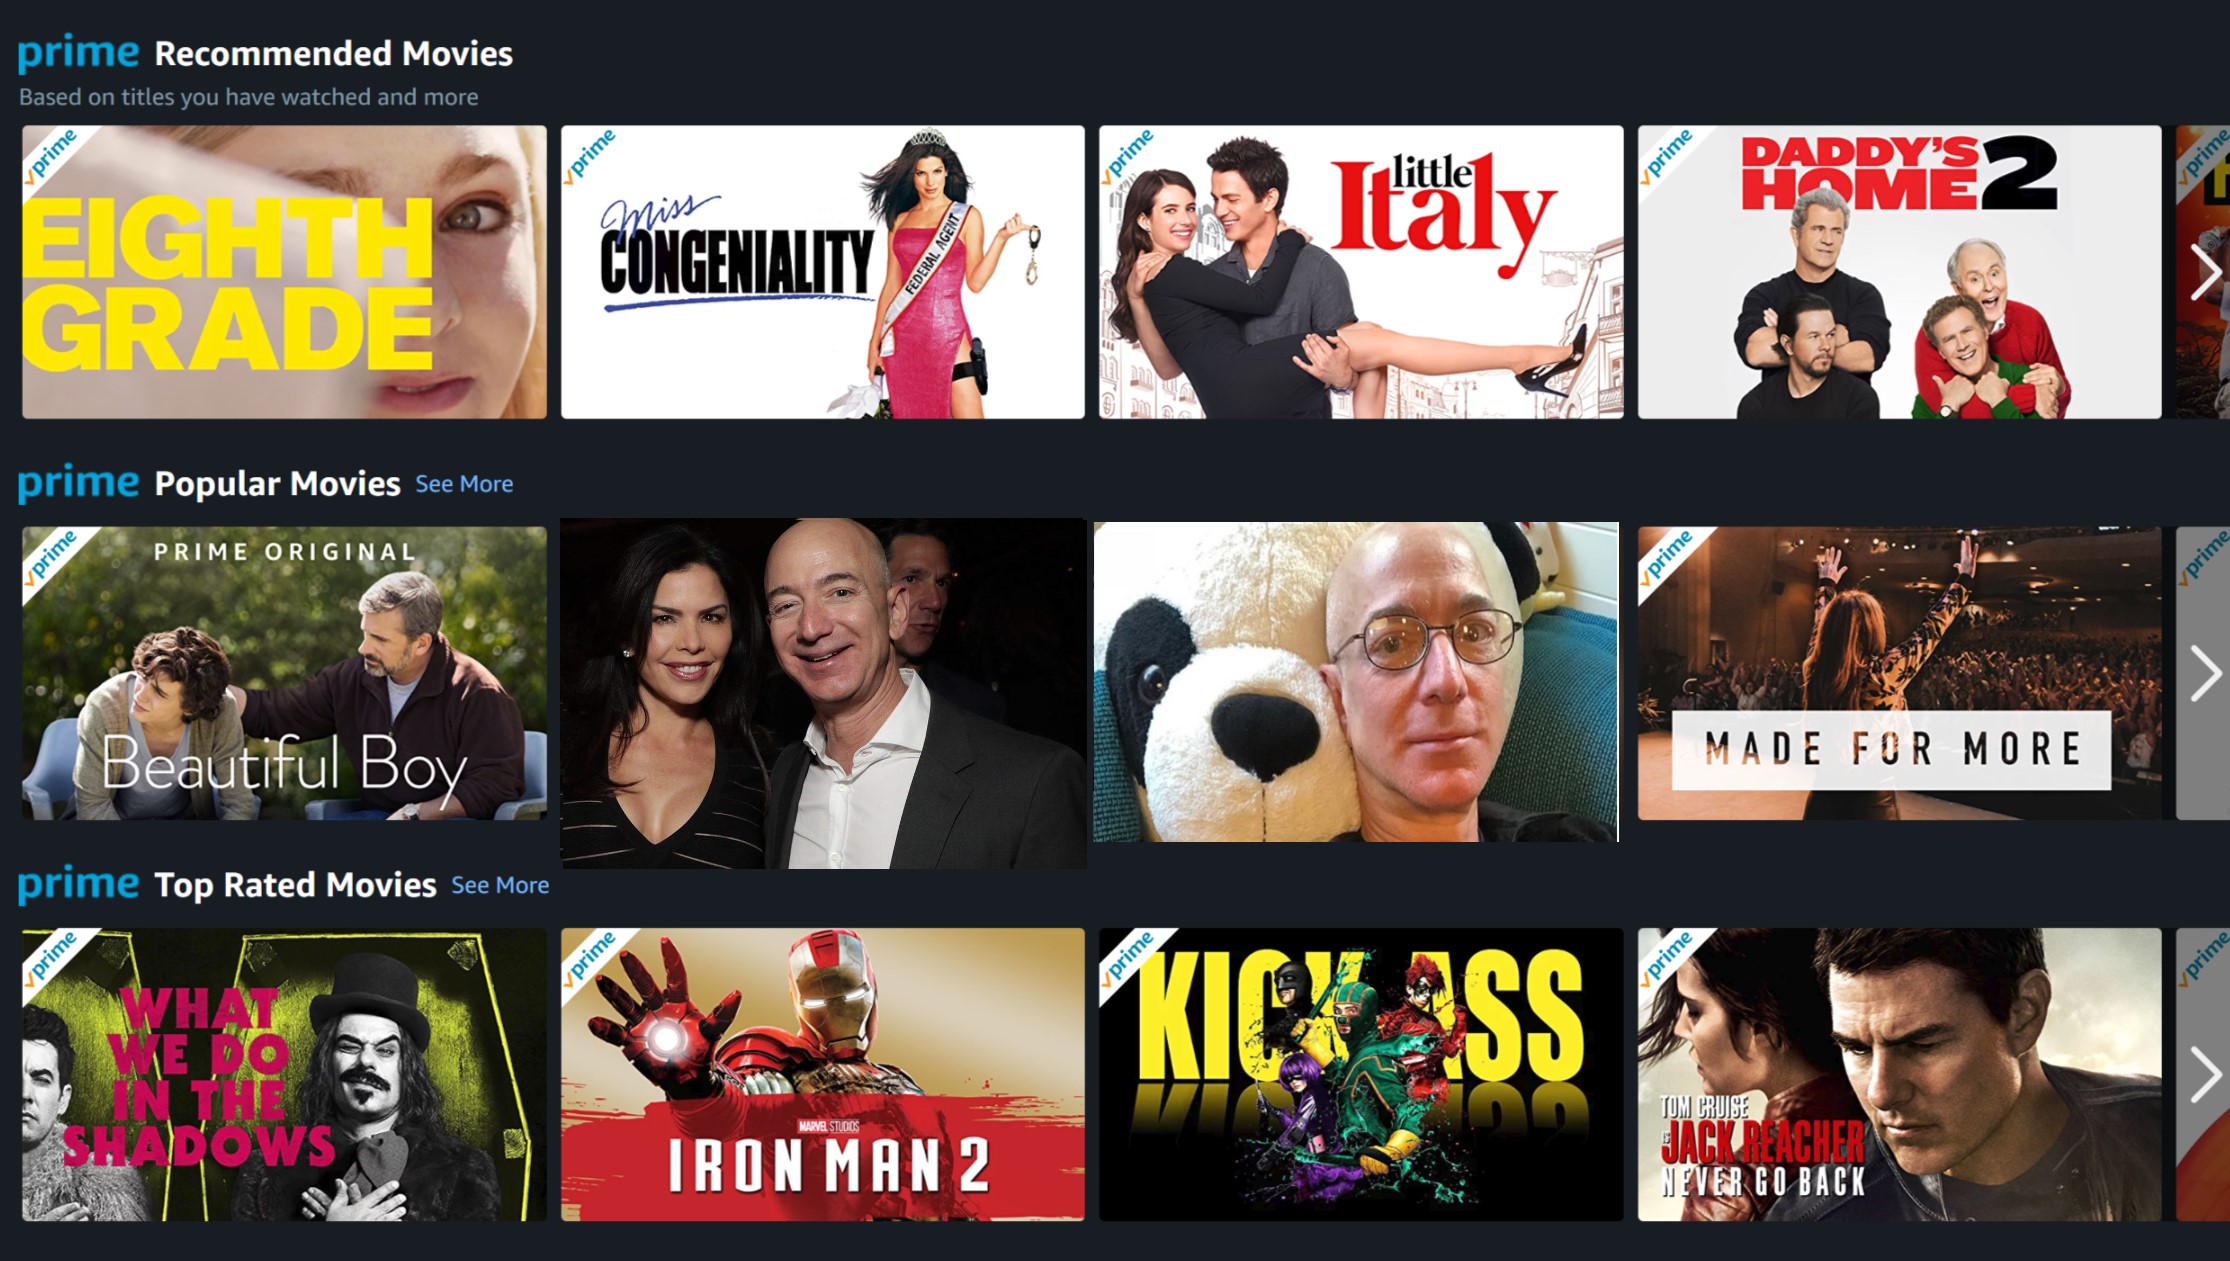 prime Recommended Movies
Based on titles you have watched and more
prime
EIGHTH
GRADE
prime
Miss
CONGENIALITY
FEDERAL AGENT
prime
little
Italy
prime
DADDY'S
HOME 2
prime
prime Popular Movies See More
prime
PRIME ORIGINAL
Beautiful Boy
prime
MADE FOR MORE
prime
prime Top Rated Movies See More
prime
WHAT
WE DO
IN THE
SHADOWS
prime
MARVEL STUDIOS
IRON MAN 2
prime
KICK-ASS
prime
TOM CRUISE
IS
JACK REACHER
NEVER GO BACK
prime